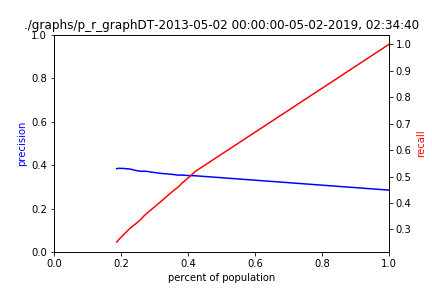 ./graphs/p_r_graphDT-2013-05-02 00:00:00-05-02-2019, 02:34:40
1.0
0.8
0.6
0.4
0.2
0.0
precision
1.0
0.9
0.8
0.7
0.6
0.5
0.4
0.3
recall
0.0 0.2 0.4 0.6 0.8 1.0
percent of population